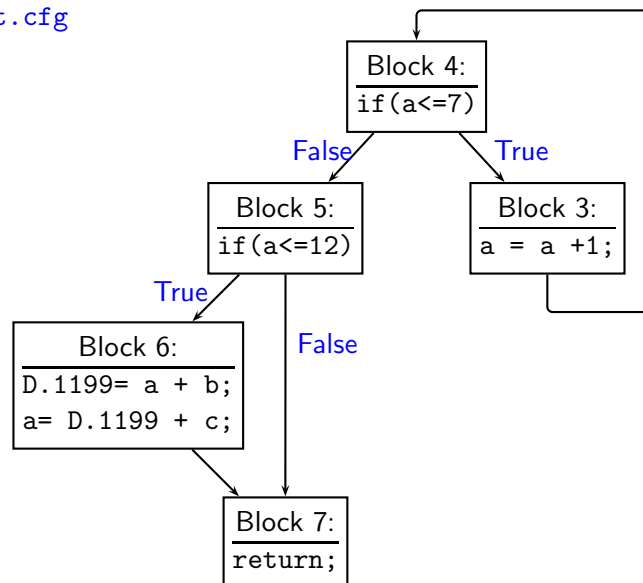 t.cfg
Block 4:
if(a<=7)
False
True
Block 5:
if(a<=12)
Block 3:
a = a +1;
True
False
Block 6:
D.1199= a + b;
a= D.1199 + c;
Block 7:
return;